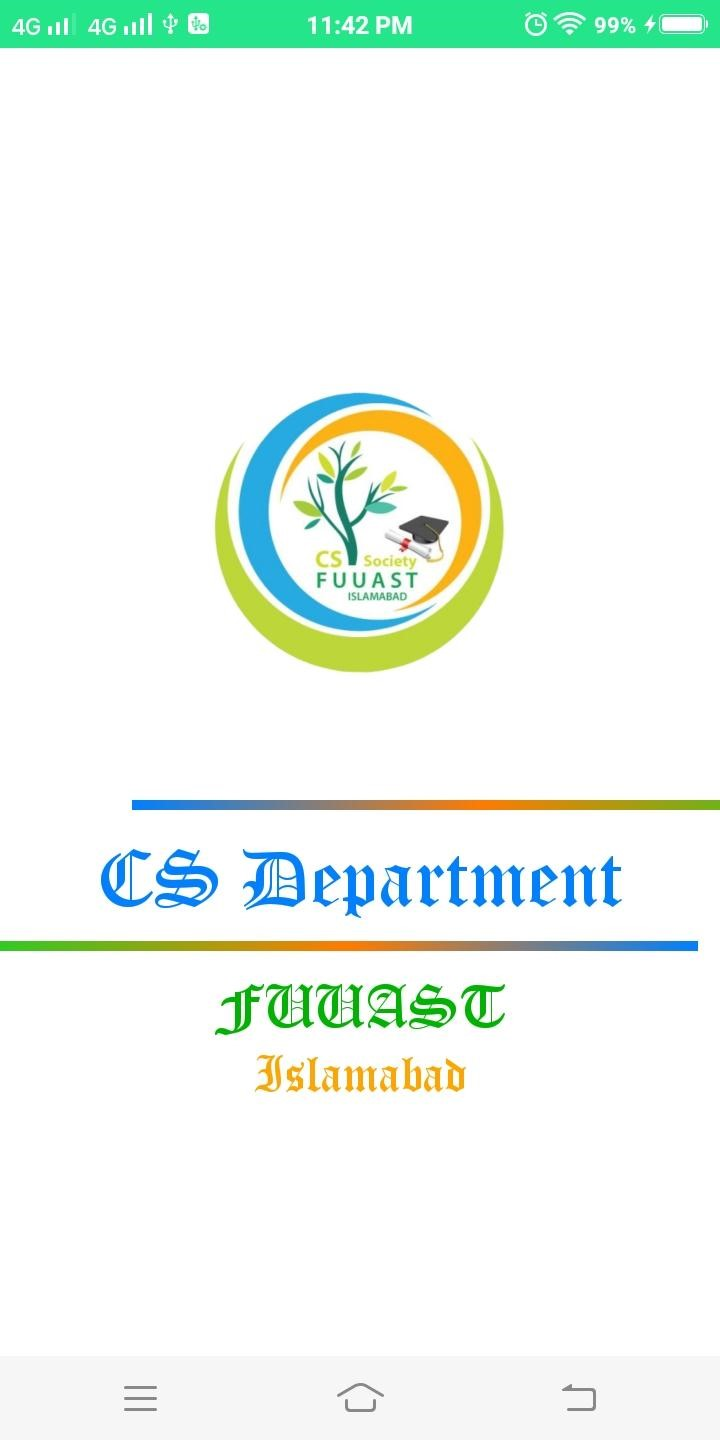 4G 4G 11:42 PM 99%
CS Society
FUUAST
ISLAMABAD
CS Department
FUUAST
Islamabad